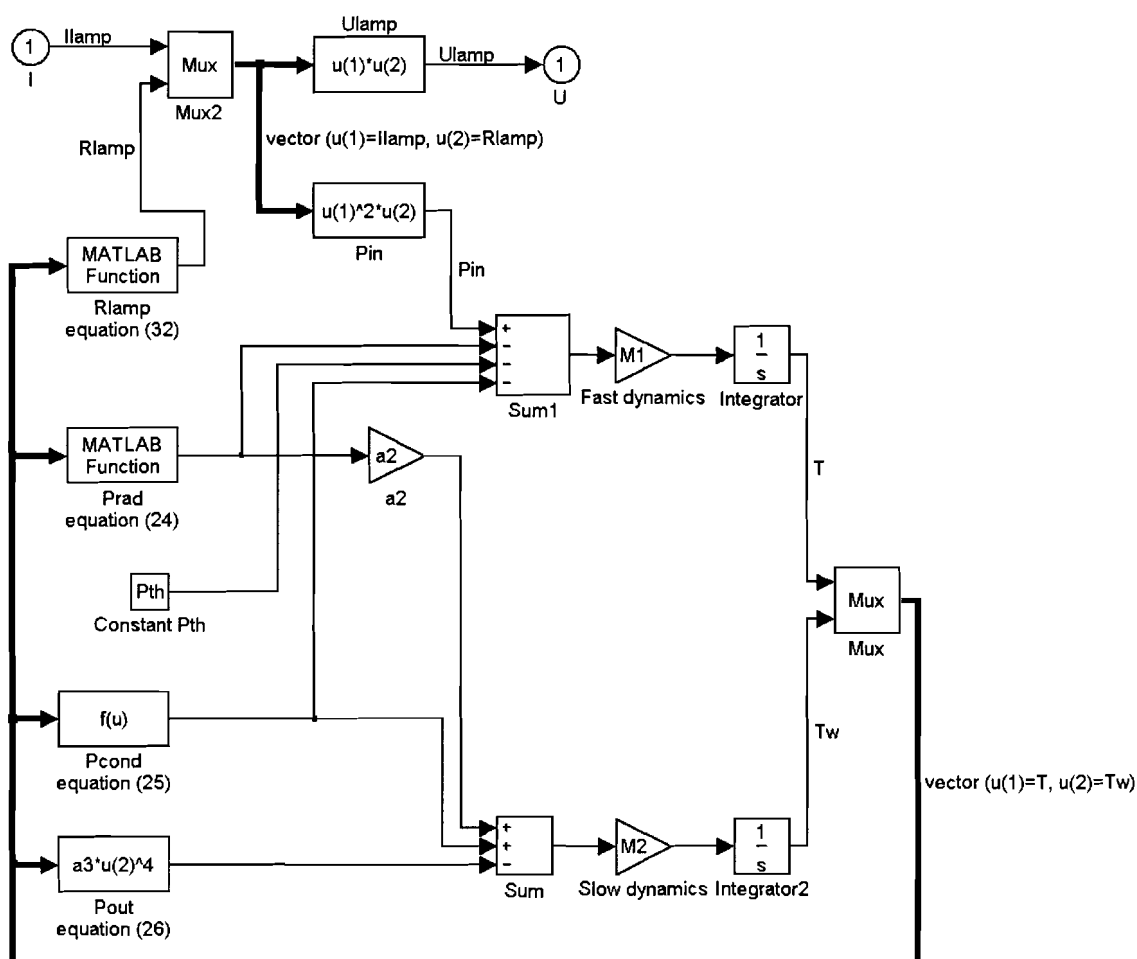 Ulamp
1
Ilamp
I
Mux
Mux2
u(1)*u(2)
Ulamp
1
U
Rlamp
vector (u(1)=Ilamp, u(2)=Rlamp)
u(1)^2*u(2)
Pin
Pin
MATLAB
Function
Rlamp
equation (32)
+
-
-
-
Sum1
M1
Fast dynamics
1
s
Integrator
T
MATLAB
Function
Prad
equation (24)
a2
a2
Pth
Constant Pth
Mux
Mux
f(u)
Pcond
equation (25)
Tw
vector (u(1)=T, u(2)=Tw)
a3*u(2)^4
Pout
equation (26)
+
+
-
Sum
M2
Slow dynamics
1
s
Integrator2